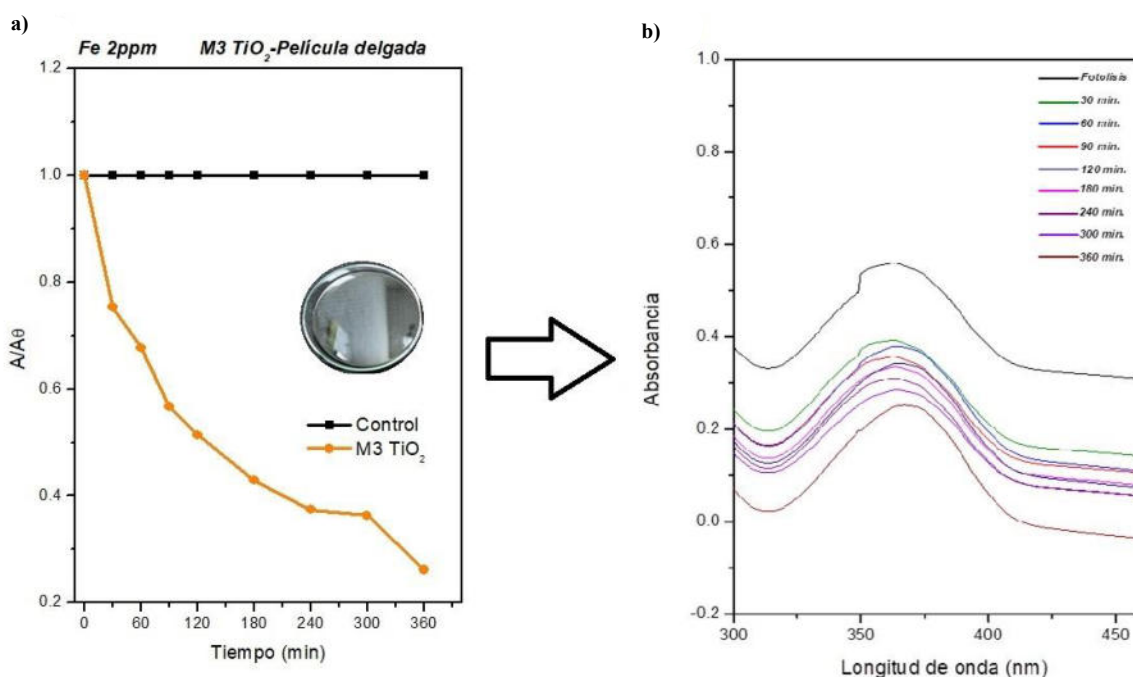 a)
Fe 2ppm M3 TiO₂-Película delgada
1.2
1.0
0.8
0.6
0.4
0.2
A/Aθ
Control
M3 TiO₂
0 60 120 180 240 300 360
Tiempo (min)
b)
1.0
0.8
0.6
0.4
0.2
0.0
-0.2
Absorbancia
Fotolisis
30 min.
60 min.
90 min.
120 min.
180 min.
240 min.
300 min.
360 min.
300 350 400 450
Longitud de onda (nm)